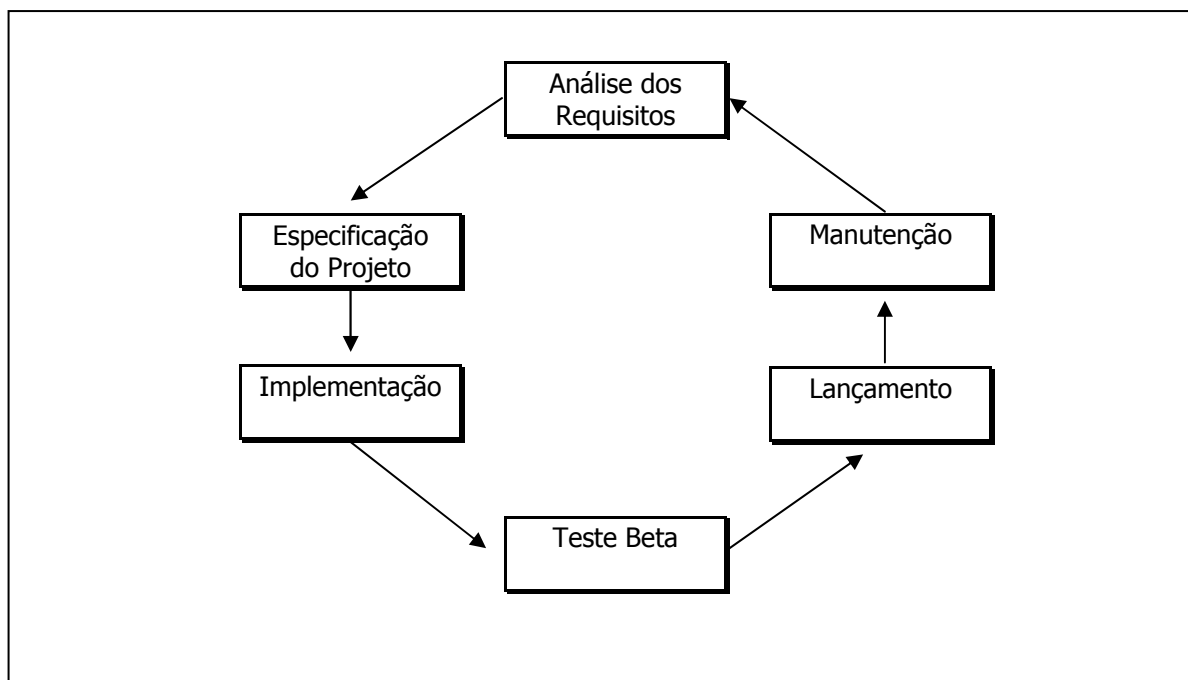 Análise dos
Requisitos
Especificação
do Projeto
Manutenção
Implementação
Lançamento
Teste Beta